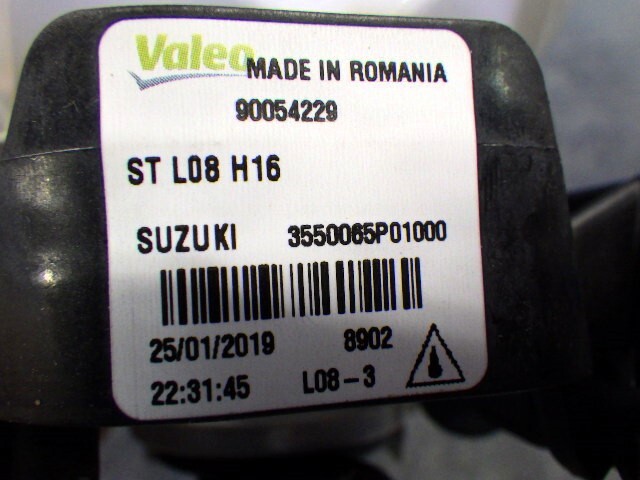 Valeo MADE IN ROMANIA
90054229
ST L08 H16
SUZUKI 3550065P01000
25/01/2019 8902
22:31:45 L08-3